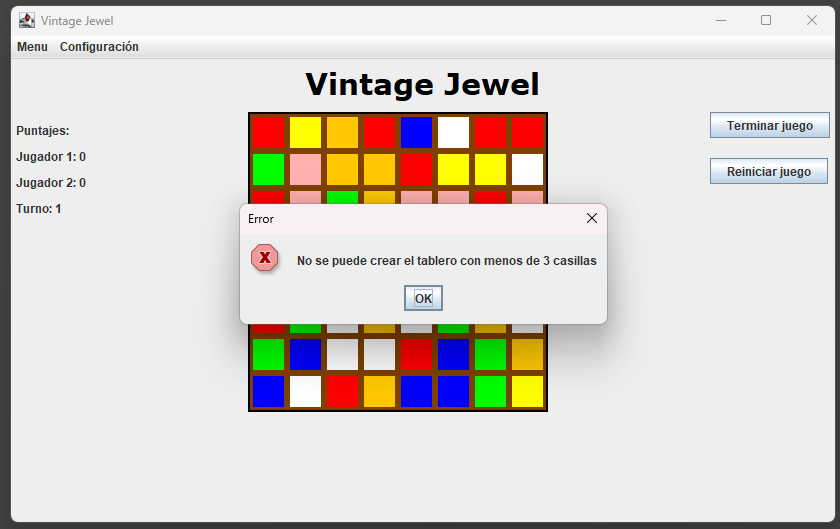 Vintage Jewel
Menu Configuración
Vintage Jewel
Puntajes:
Jugador 1: 0
Jugador 2: 0
Turno: 1
Terminar juego
Reiniciar juego
Error
No se puede crear el tablero con menos de 3 casillas
OK